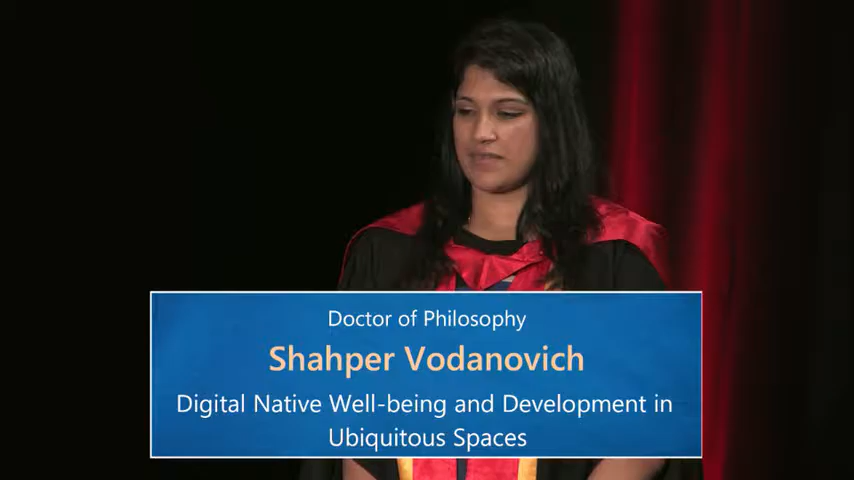 Doctor of Philosophy
Shahper Vodanovich
Digital Native Well-being and Development in
Ubiquitous Spaces